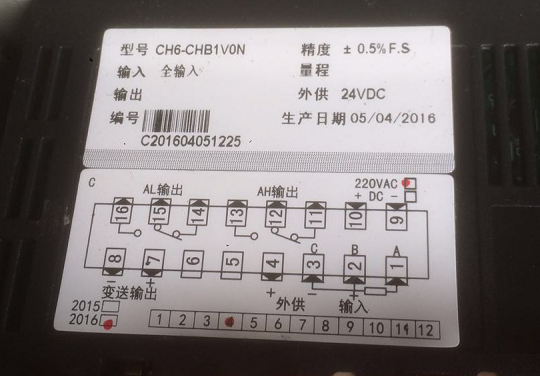 型号 CH6-CHB1V0N 精度 ± 0.5% F.S
输入 全输入 量程
输出 外供 24VDC
编号 生产日期 05/04/2016
C201604051225
C AL输出 AH输出 220VAC
+ DC -
16 15 14 13 12 11 10 9
C B A
8 7 6 5 4 3 2 1
- + + - +
变送输出 外供 输入
2015
2016 1 2 3 4 5 6 7 8 9 10 11 12